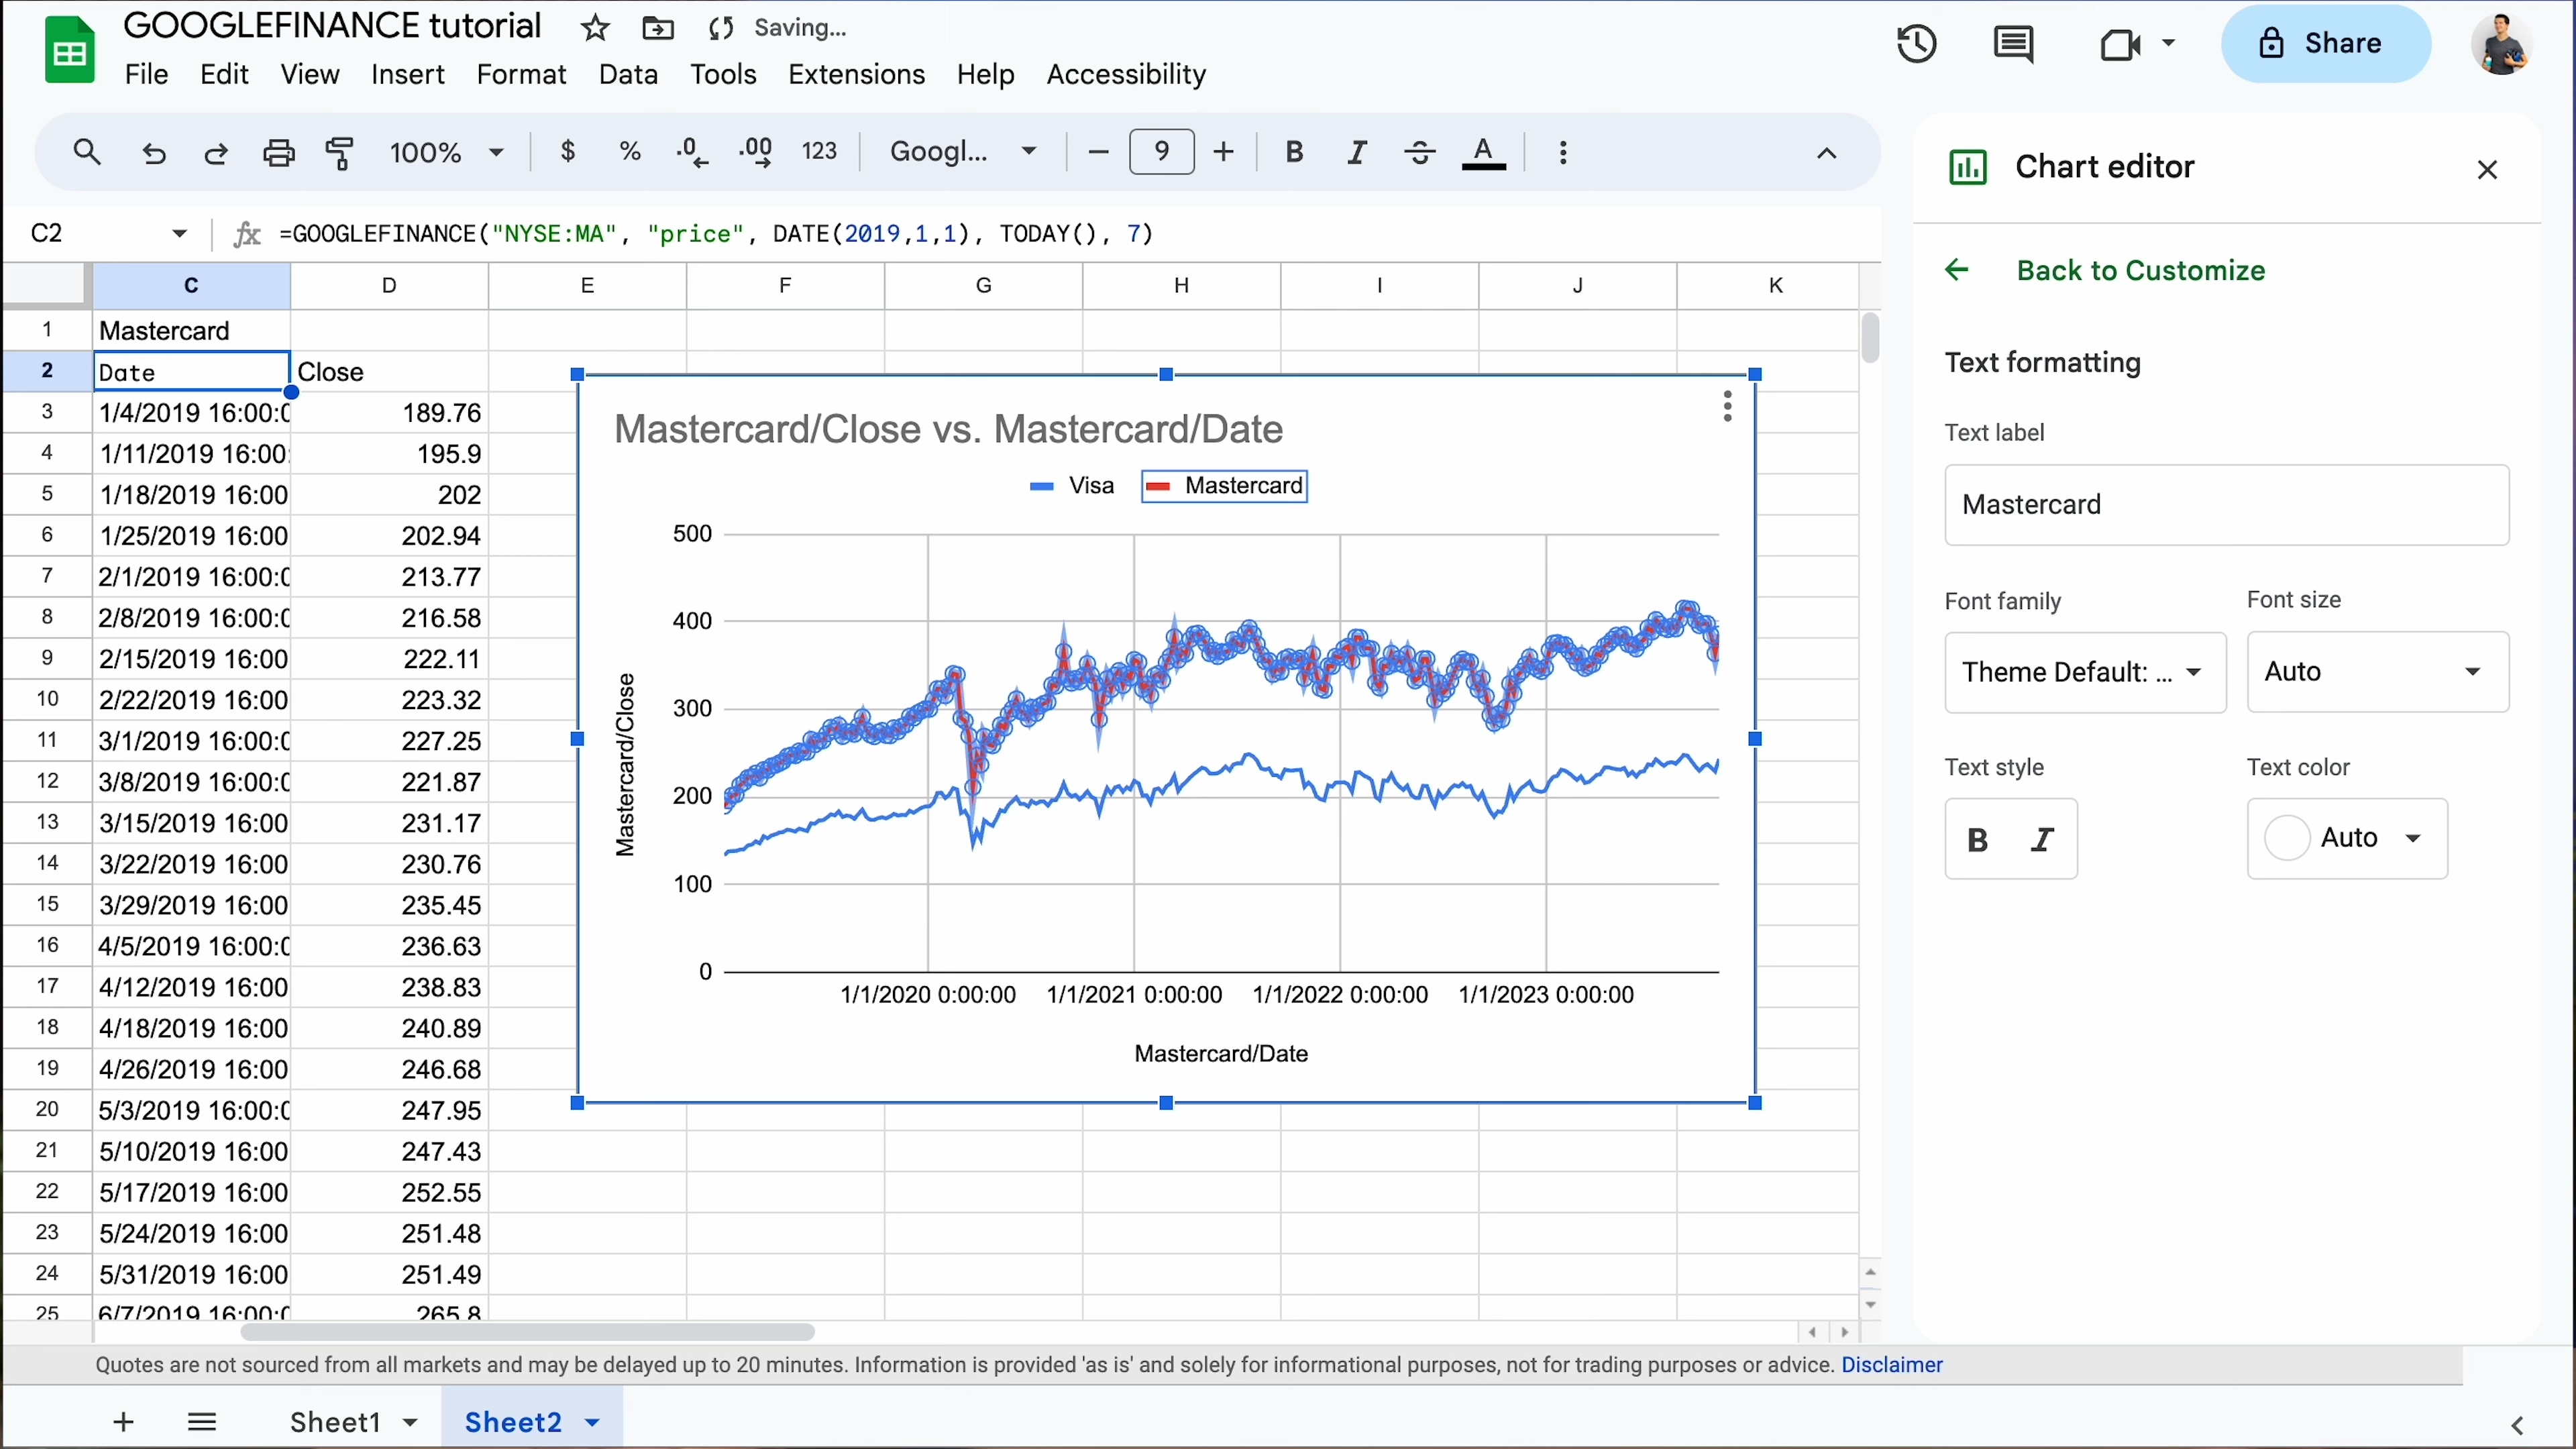 GOOGLEFINANCE tutorial Saving...
File Edit View Insert Format Data Tools Extensions Help Accessibility
Share
100% $ % .0 .00 123 Googl... 9 B I A
C2 fx =GOOGLEFINANCE("NYSE:MA", "price", DATE(2019,1,1), TODAY(), 7)
C D E F G H I J K
1 Mastercard
2 Date Close
3 1/4/2019 16:00:0 189.76
4 1/11/2019 16:00: 195.9
5 1/18/2019 16:00 202
6 1/25/2019 16:00 202.94
7 2/1/2019 16:00:0 213.77
8 2/8/2019 16:00:0 216.58
9 2/15/2019 16:00 222.11
10 2/22/2019 16:00 223.32
11 3/1/2019 16:00:0 227.25
12 3/8/2019 16:00:0 221.87
13 3/15/2019 16:00 231.17
14 3/22/2019 16:00 230.76
15 3/29/2019 16:00 235.45
16 4/5/2019 16:00:0 236.63
17 4/12/2019 16:00 238.83
18 4/18/2019 16:00 240.89
19 4/26/2019 16:00 246.68
20 5/3/2019 16:00:0 247.95
21 5/10/2019 16:00 247.43
22 5/17/2019 16:00 252.55
23 5/24/2019 16:00 251.48
24 5/31/2019 16:00 251.49
25 6/7/2019 16:00:0 265.8
Mastercard/Close vs. Mastercard/Date
Visa Mastercard
500
400
300
200
100
0
Mastercard/Close
1/1/2020 0:00:00 1/1/2021 0:00:00 1/1/2022 0:00:00 1/1/2023 0:00:00
Mastercard/Date
Chart editor
Back to Customize
Text formatting
Text label
Mastercard
Font family Font size
Theme Default: ... Auto
Text style Text color
B I Auto
Quotes are not sourced from all markets and may be delayed up to 20 minutes. Information is provided 'as is' and solely for informational purposes, not for trading purposes or advice. Disclaimer
Sheet1 Sheet2